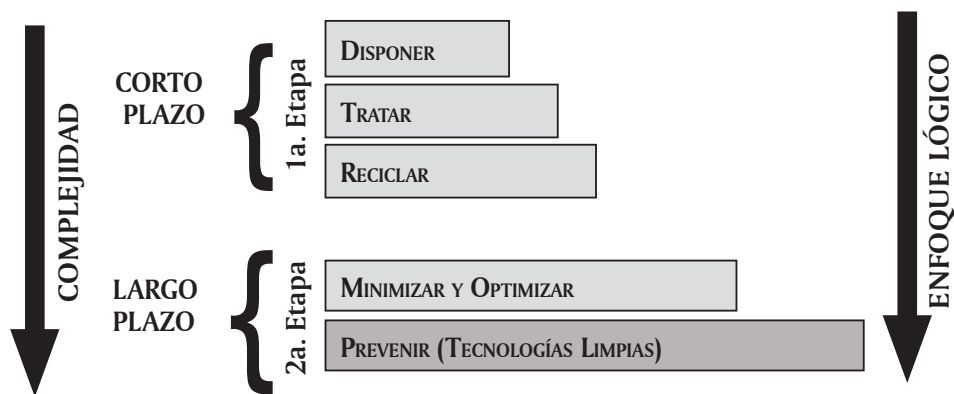 COMPLEJIDAD
CORTO
PLAZO
1a. Etapa
DISPONER
TRATAR
RECICLAR
LARGO
PLAZO
2a. Etapa
MINIMIZAR Y OPTIMIZAR
PREVENIR (TECNOLOGÍAS LIMPIAS)
ENFOQUE LÓGICO